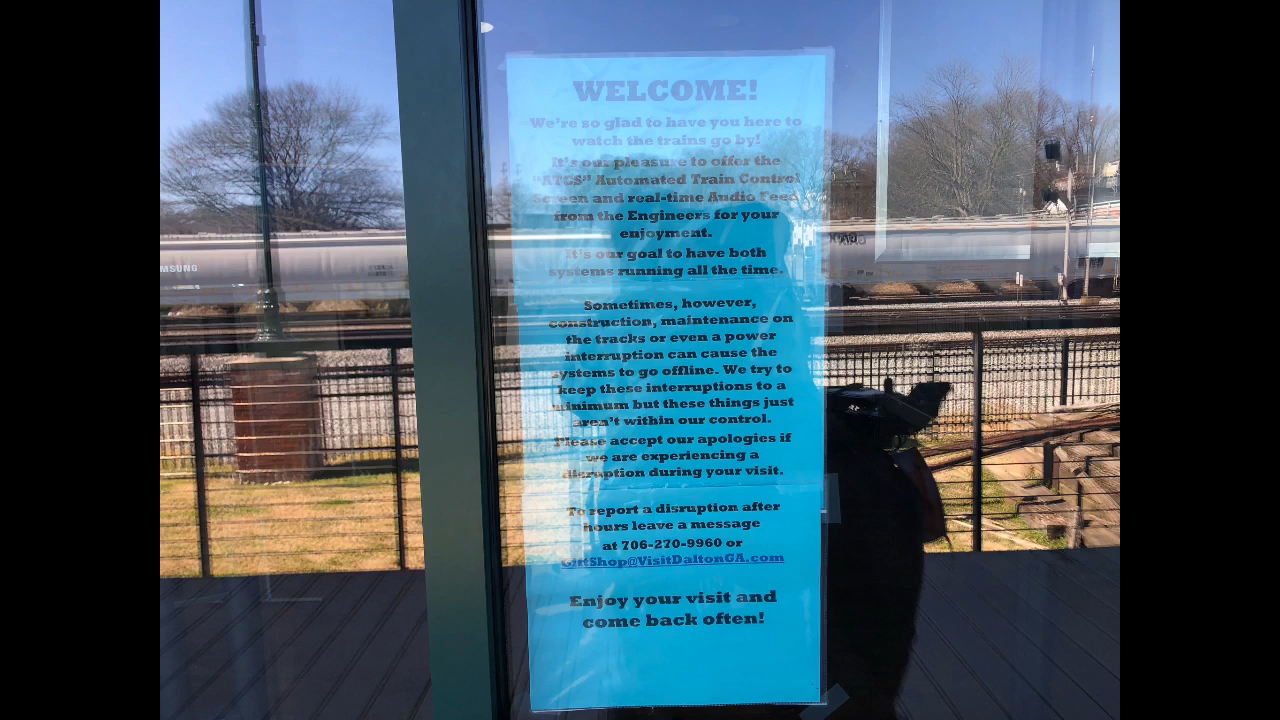 WELCOME!
We're so glad to have you here to
watch the trains go by!
It's our pleasure to offer the
"ATCS" Automated Train Control
Screen and real-time Audio Feed
from the Engineers for your
enjoyment.
It's our goal to have both
systems running all the time.
Sometimes, however,
construction, maintenance on
the tracks or even a power
interruption can cause the
systems to go offline. We try to
keep these interruptions to a
minimum but these things just
aren't within our control.
Please accept our apologies if
we are experiencing a
disruption during your visit.
To report a disruption after
hours leave a message
at 706-270-9960 or
GiftShop@VisitDaltonGA.com
Enjoy your visit and
come back often!